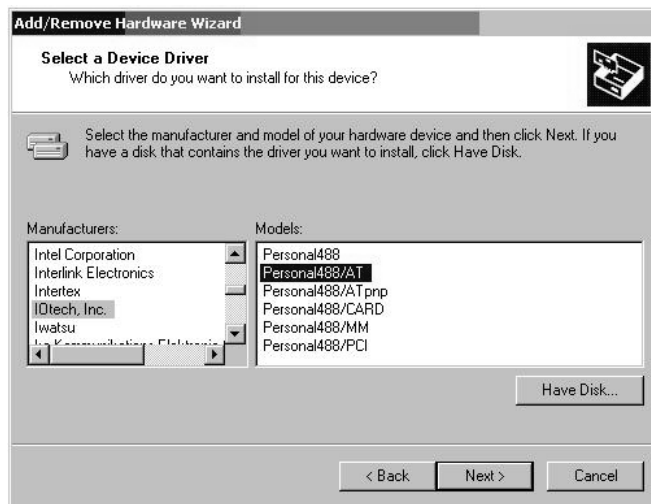 Add/Remove Hardware Wizard
Select a Device Driver
Which driver do you want to install for this device?
Select the manufacturer and model of your hardware device and then click Next. If you
have a disk that contains the driver you want to install, click Have Disk.
Manufacturers:
Intel Corporation
Interlink Electronics
Intertex
IOtech, Inc.
Iwatsu
Models:
Personal488
Personal488/AT
Personal488/ATpnp
Personal488/CARD
Personal488/MM
Personal488/PCI
Have Disk...
< Back
Next >
Cancel